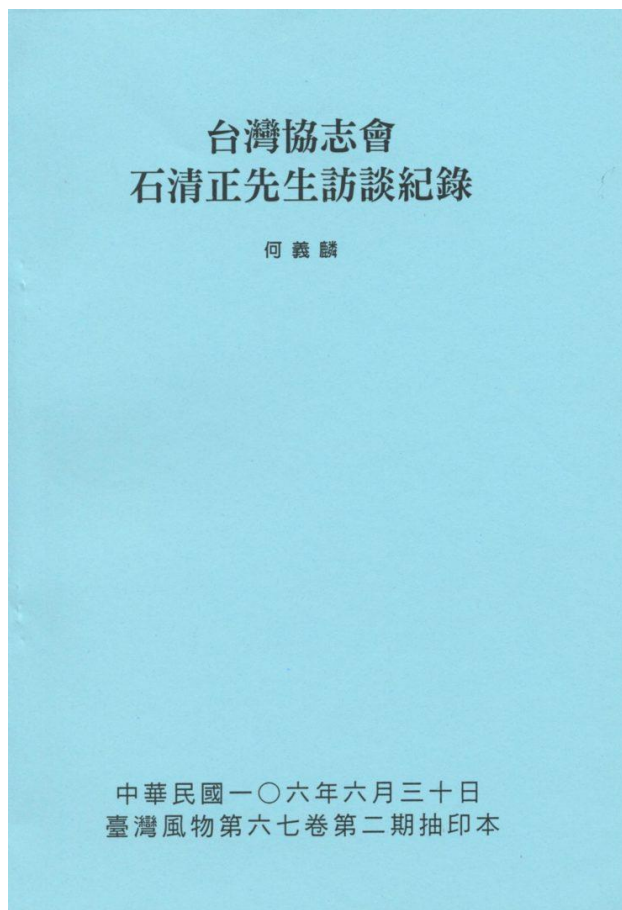 台灣協志會
石清正先生訪談紀錄
何義麟
中華民國一〇六年六月三十日
臺灣風物第六七卷第二期抽印本